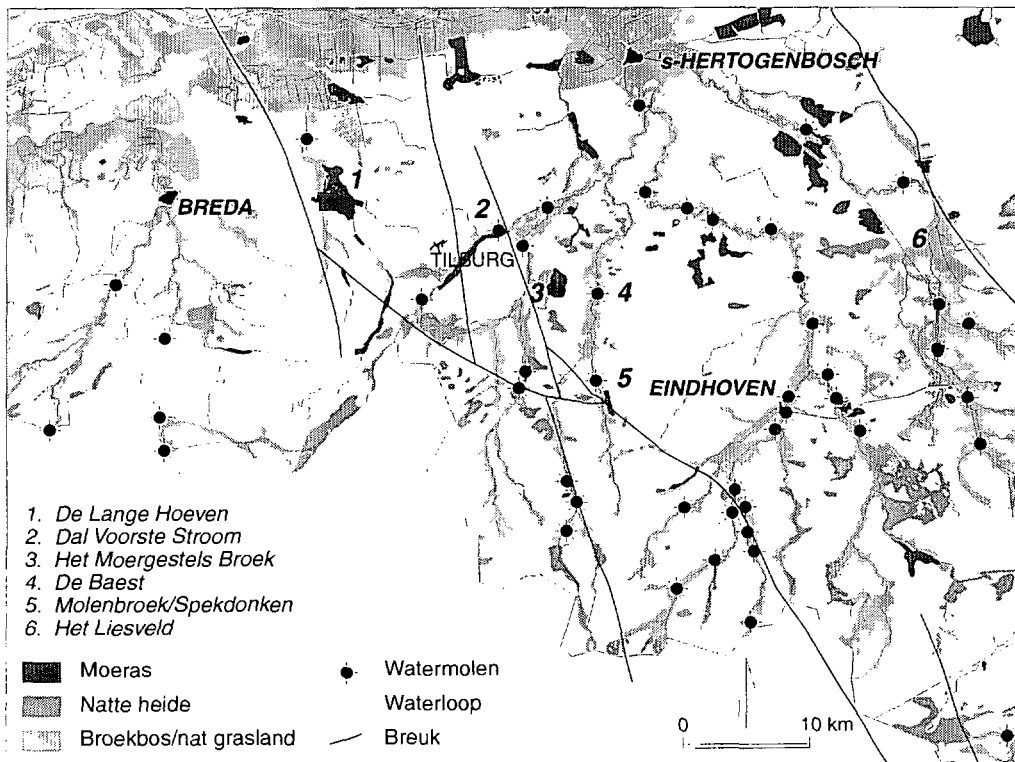 s-HERTOGENBOSCH
1
BREDA
2
TILBURG
6
3
4
5
EINDHOVEN
1. De Lange Hoeven
2. Dal Voorste Stroom
3. Het Moergestels Broek
4. De Baest
5. Molenbroek/Spekdonken
6. Het Liesveld
Moeras
Natte heide
Broekbos/nat grasland
Watermolen
Waterloop
Breuk
0 10 km